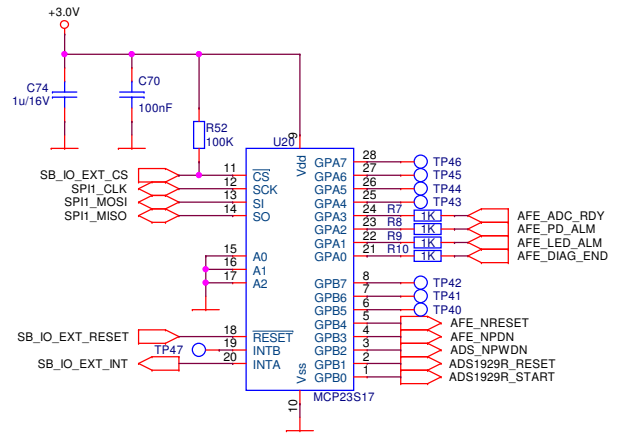 +3.0V
C74
1u/16V
C70
100nF
R52
100K
U20
9
Vdd
SB_IO_EXT_CS
SPI1_CLK
SPI1_MOSI
SPI1_MISO
11
12
13
14
CS
SCK
SI
SO
15
16
17
A0
A1
A2
SB_IO_EXT_RESET
TP47
SB_IO_EXT_INT
18
19
20
RESET
INTB
INTA
GPA7 28 TP46
GPA6 27 TP45
GPA5 26 TP44
GPA4 25 TP43
GPA3 24 R7 1K AFE_ADC_RDY
GPA2 23 R8 1K AFE_PD_ALM
GPA1 22 R9 1K AFE_LED_ALM
GPA0 21 R10 1K AFE_DIAG_END
GPB7 8 TP42
GPB6 7 TP41
GPB5 6 TP40
GPB4 5 AFE_NRESET
GPB3 4 AFE_NPDN
GPB2 3 ADS_NPWDN
GPB1 2 ADS1929R_RESET
GPB0 1 ADS1929R_START
Vss
10
MCP23S17